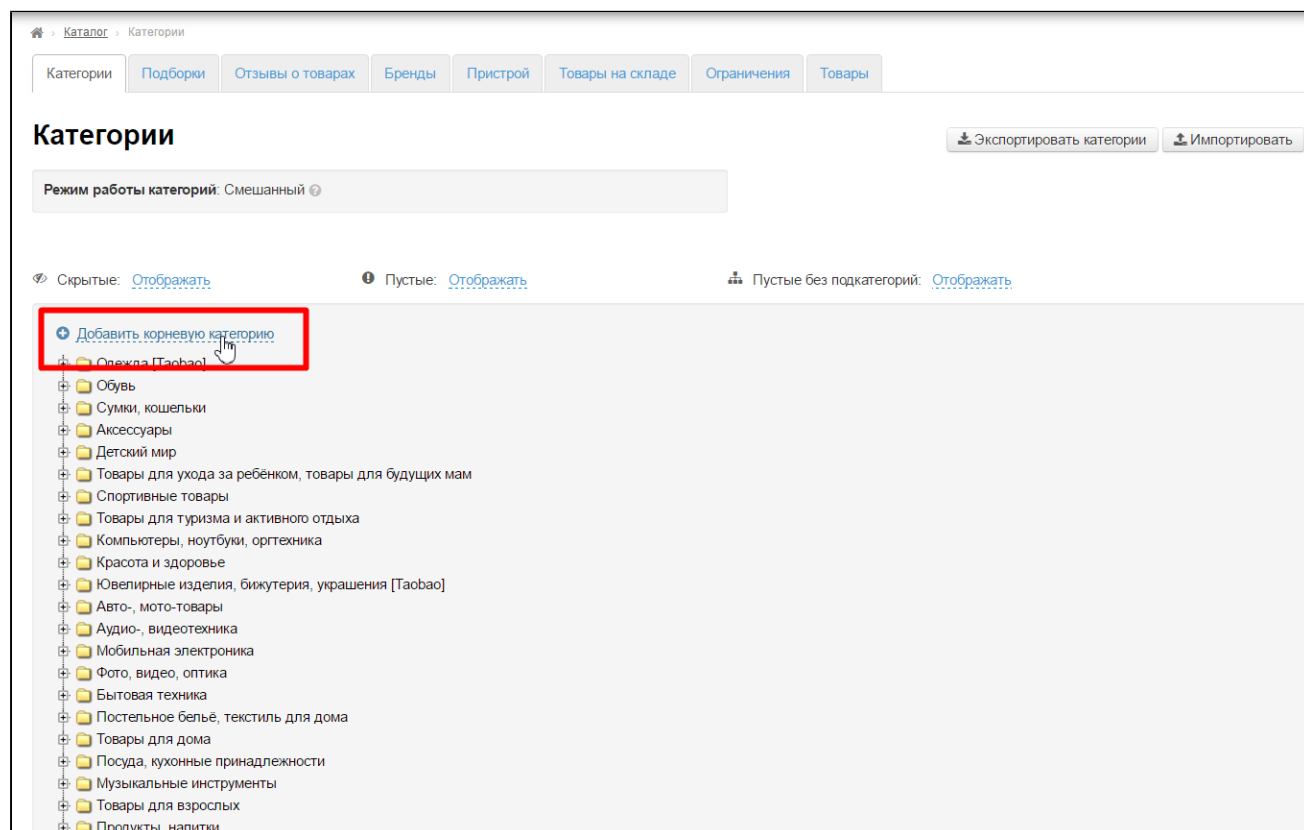 Каталог › Категории
Категории Подборки Отзывы о товарах Бренды Пристрой Товары на складе Ограничения Товары
Категории
Экспортировать категории Импортировать
Режим работы категорий: Смешанный
Скрытые: Отображать Пустые: Отображать Пустые без подкатегорий: Отображать
Добавить корневую категорию
Одежда [Taobao]
Обувь
Сумки, кошельки
Аксессуары
Детский мир
Товары для ухода за ребёнком, товары для будущих мам
Спортивные товары
Товары для туризма и активного отдыха
Компьютеры, ноутбуки, оргтехника
Красота и здоровье
Ювелирные изделия, бижутерия, украшения [Taobao]
Авто-, мото-товары
Аудио-, видеотехника
Мобильная электроника
Фото, видео, оптика
Бытовая техника
Постельное бельё, текстиль для дома
Товары для дома
Посуда, кухонные принадлежности
Музыкальные инструменты
Товары для взрослых
Продукты, напитки